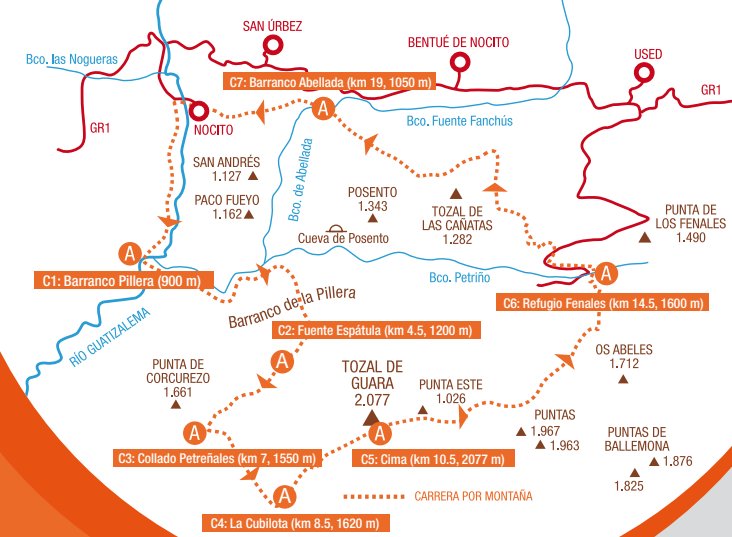 SAN ÚRBEZ
BENTUÉ DE NOCITO
USED
Bco. las Nogueras
C7: Barranco Abellada (km 19, 1050 m)
GR1
GR1
NOCITO
Bco. Fuente Fanchús
SAN ANDRÉS
1.127
PACO FUEYO
1.162
Bco. de Abellada
POSENTO
1.343
Cueva de Posento
TOZAL DE
LAS CAÑATAS
1.282
PUNTA DE
LOS FENALES
1.490
C1: Barranco Pillera (900 m)
Bco. Petriño
Barranco de la Pillera
C6: Refugio Fenales (km 14.5, 1600 m)
RÍO GUATIZALEMA
C2: Fuente Espátula (km 4.5, 1200 m)
PUNTA DE
CORCUREZO
1.661
TOZAL DE
GUARA
2.077
PUNTA ESTE
1.026
OS ABELES
1.712
PUNTAS
1.967
1.963
PUNTAS DE
BALLEMONA
1.876
1.825
C3: Collado Petreñales (km 7, 1550 m)
C5: Cima (km 10.5, 2077 m)
C4: La Cubilota (km 8.5, 1620 m)
CARRERA POR MONTAÑA
A
A
A
A
A
A
A